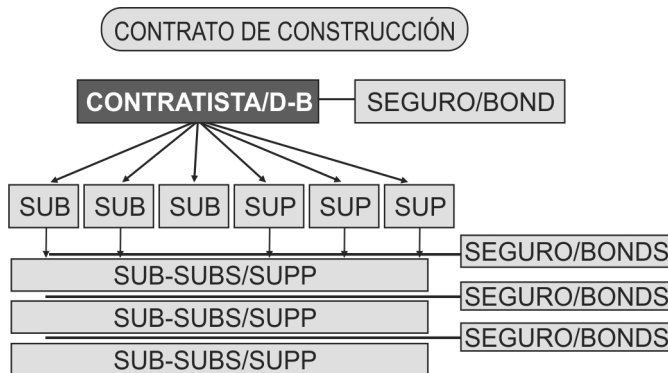 CONTRATO DE CONSTRUCCIÓN
CONTRATISTA/D-B
SEGURO/BOND
SUB
SUB
SUB
SUP
SUP
SUP
SEGURO/BONDS
SUB-SUBS/SUPP
SEGURO/BONDS
SUB-SUBS/SUPP
SEGURO/BONDS
SUB-SUBS/SUPP